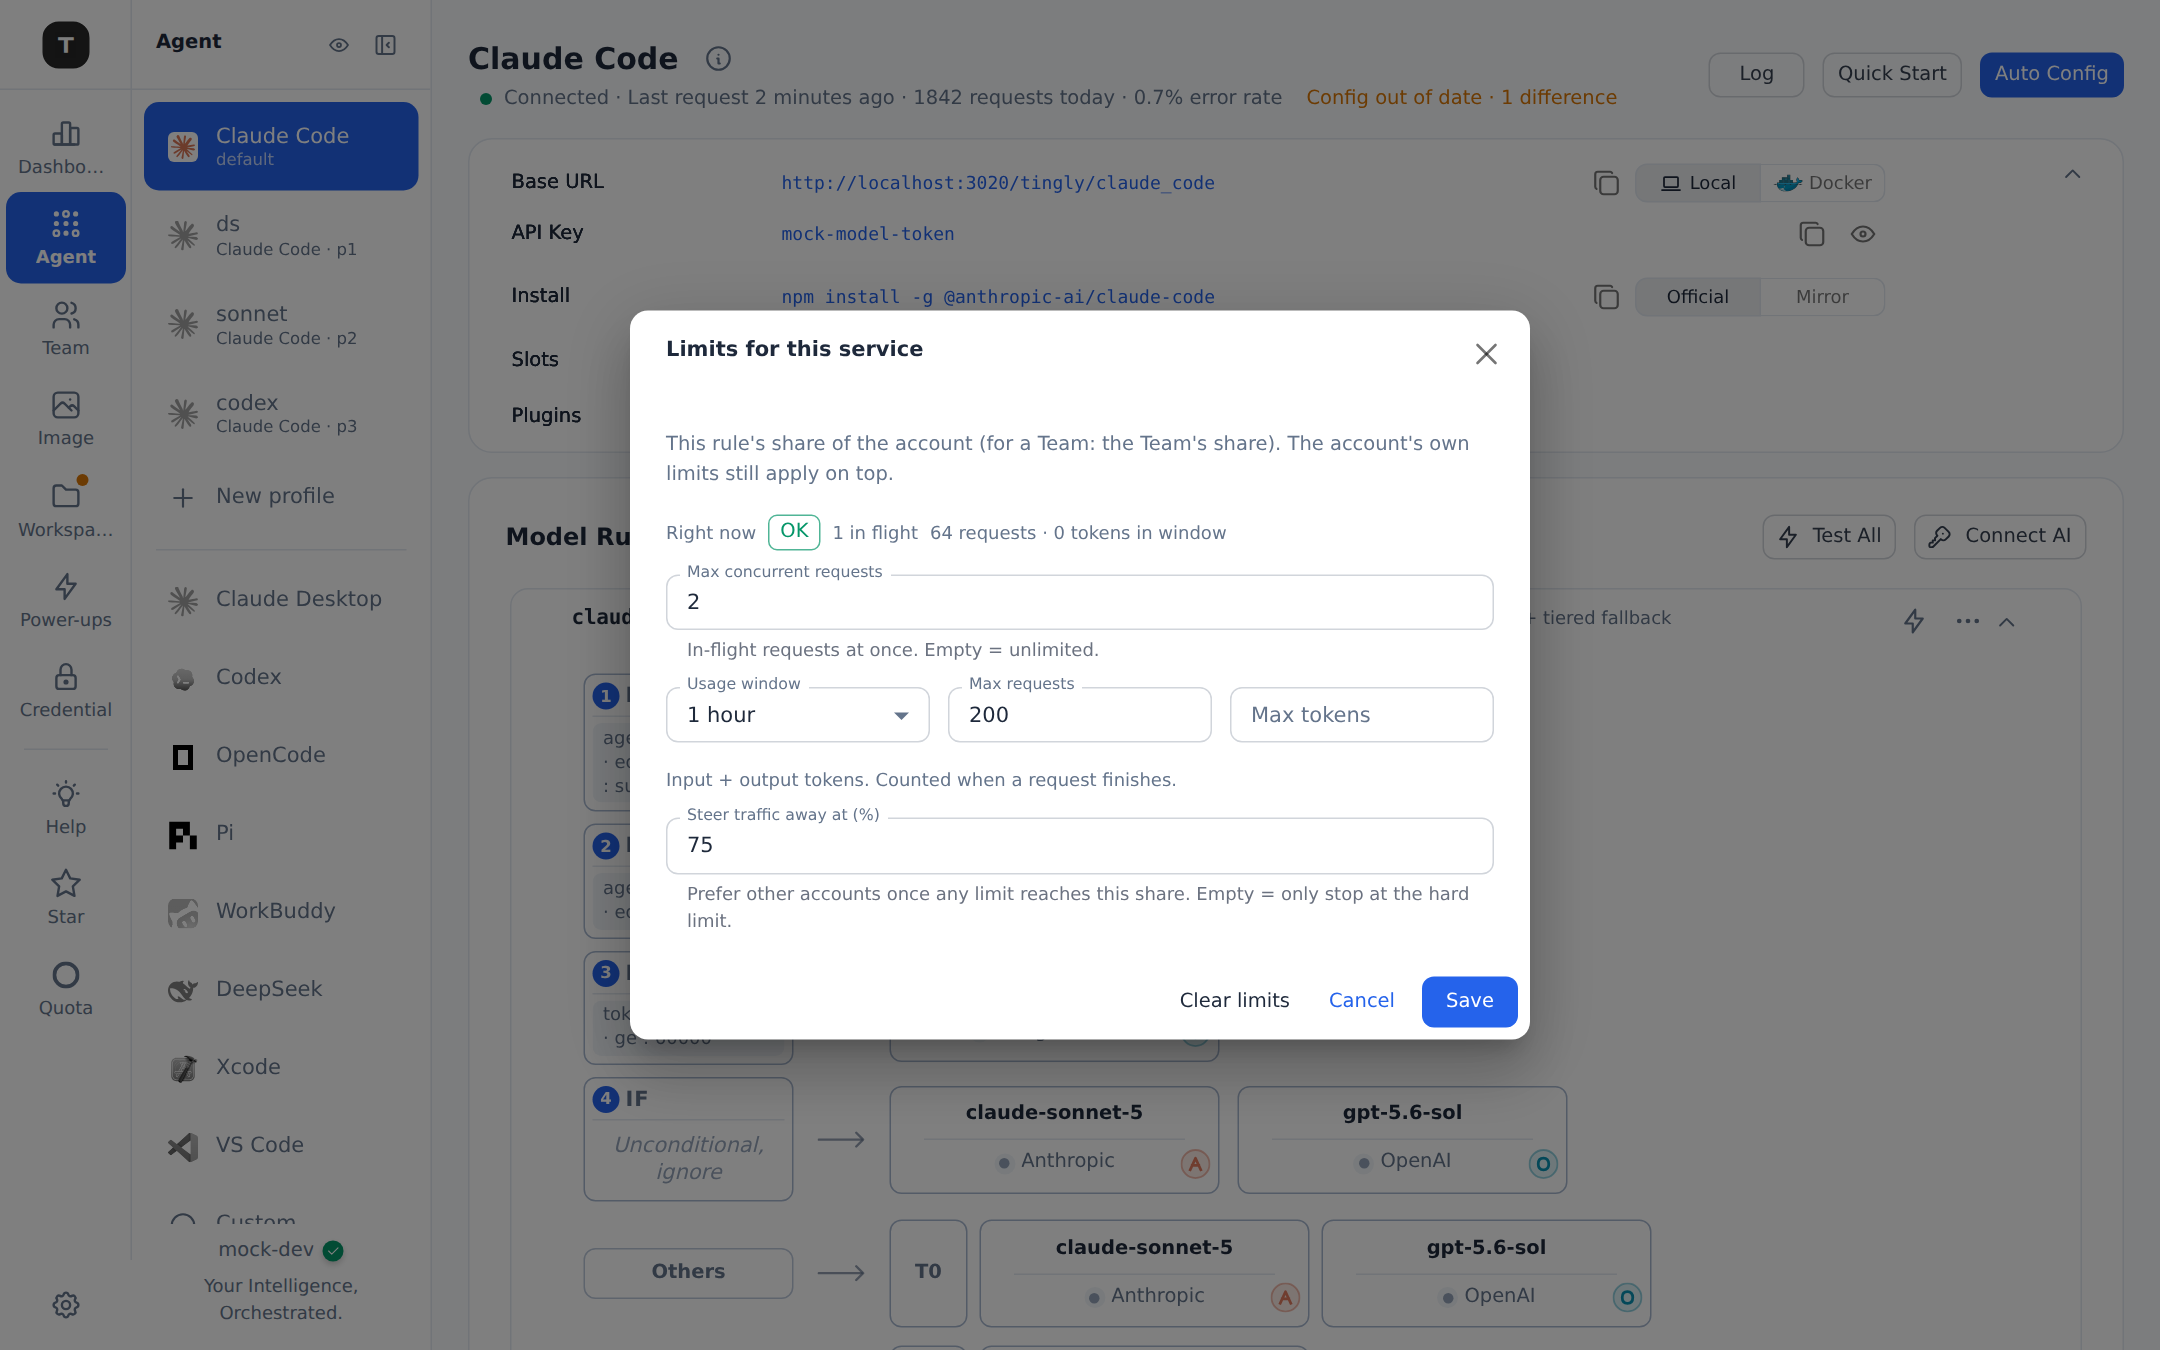 T
Agent
Dashbo...
Agent
Team
Image
Workspa...
Power-ups
Credential
Help
Star
Quota
Claude Code
default
ds
Claude Code · p1
sonnet
Claude Code · p2
codex
Claude Code · p3
New profile
Claude Desktop
Codex
OpenCode
Pi
WorkBuddy
DeepSeek
Xcode
VS Code
Custom
mock-dev
Your Intelligence,
Orchestrated.
Claude Code
Connected · Last request 2 minutes ago · 1842 requests today · 0.7% error rate Config out of date · 1 difference
Log
Quick Start
Auto Config
Base URL
http://localhost:3020/tingly/claude_code
Local
Docker
API Key
mock-model-token
Install
npm install -g @anthropic-ai/claude-code
Official
Mirror
Slots
Plugins
Limits for this service
This rule's share of the account (for a Team: the Team's share). The account's own
limits still apply on top.
Right now OK 1 in flight 64 requests · 0 tokens in window
Max concurrent requests
2
In-flight requests at once. Empty = unlimited.
Usage window
1 hour
Max requests
200
Max tokens
Input + output tokens. Counted when a request finishes.
Steer traffic away at (%)
75
Prefer other accounts once any limit reaches this share. Empty = only stop at the hard
limit.
Clear limits
Cancel
Save
Test All
Connect AI
tiered fallback
1
2
3
4 IF
Unconditional,
ignore
claude-sonnet-5
Anthropic
A
gpt-5.6-sol
OpenAI
O
Others
T0
claude-sonnet-5
Anthropic
A
gpt-5.6-sol
OpenAI
O